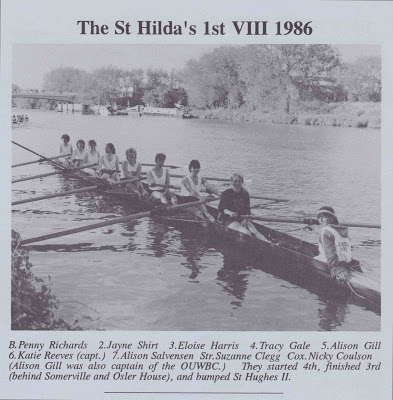 The St Hilda's 1st VIII 1986
B.Penny Richards 2.Jayne Shirt 3.Eloise Harris 4.Tracy Gale 5.Alison Gill
6.Katie Reeves (capt.) 7.Alison Salvensen Str.Suzanne Clegg Cox.Nicky Coulson
(Alison Gill was also captain of the OUWBC.) They started 4th, finished 3rd
(behind Somerville and Osler House), and bumped St Hughes II.